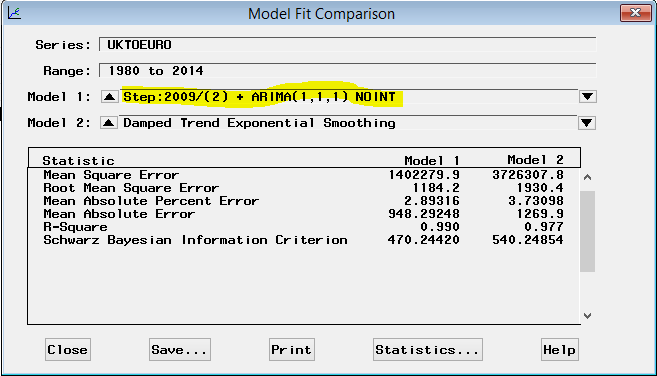 Model Fit Comparison
Series: UKTOEURO
Range: 1980 to 2014
Model 1: Step:2009/(2) + ARIMA(1,1,1) NOINT
Model 2: Damped Trend Exponential Smoothing
Statistic Model 1 Model 2
Mean Square Error 1402279.9 3726307.8
Root Mean Square Error 1184.2 1930.4
Mean Absolute Percent Error 2.89316 3.73098
Mean Absolute Error 948.29248 1269.9
R-Square 0.990 0.977
Schwarz Bayesian Information Criterion 470.24420 540.24854
Close Save... Print Statistics... Help